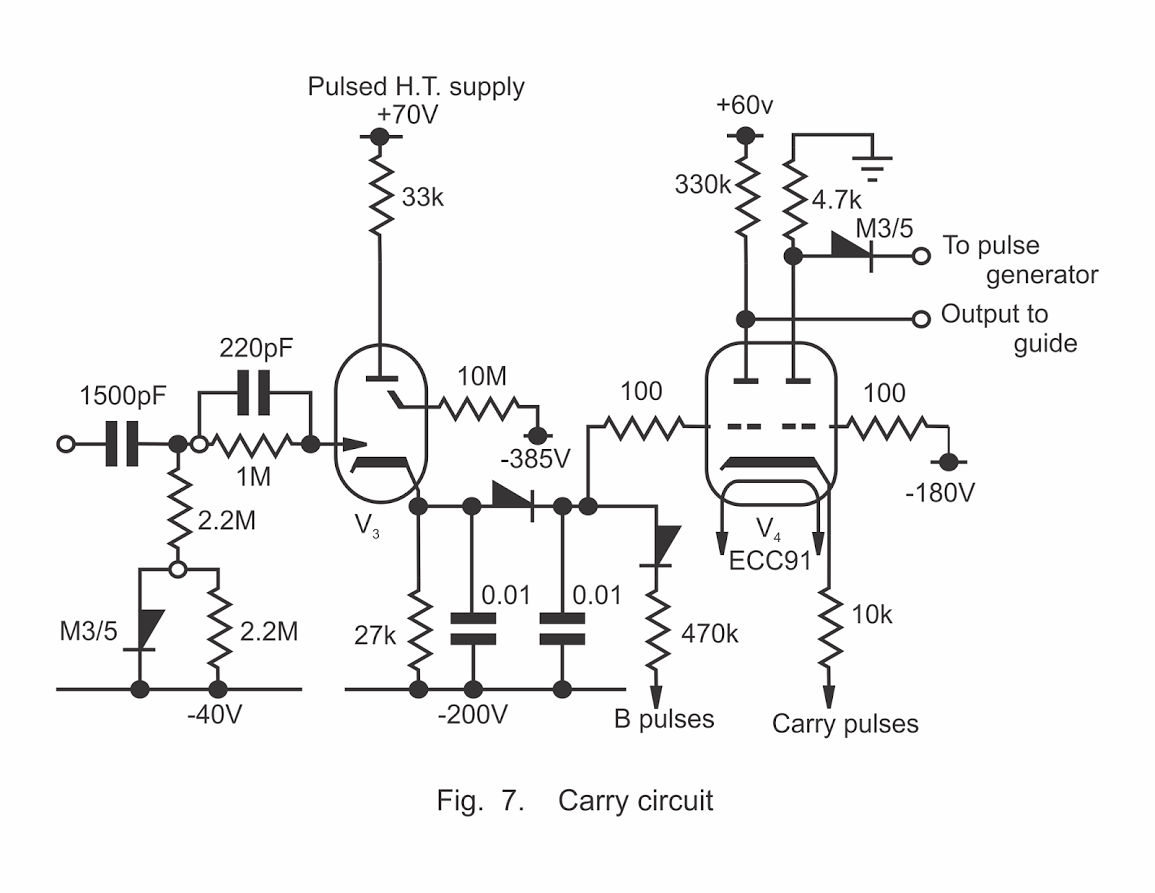 Pulsed H.T. supply
+70V
33k
220pF
1500pF
1M
2.2M
M3/5
2.2M
-40V
10M
-385V
V3
27k
0.01
0.01
-200V
470k
B pulses
+60v
330k
4.7k
M3/5
To pulse
generator
Output to
guide
100
100
-180V
V4
ECC91
10k
Carry pulses
Fig. 7. Carry circuit